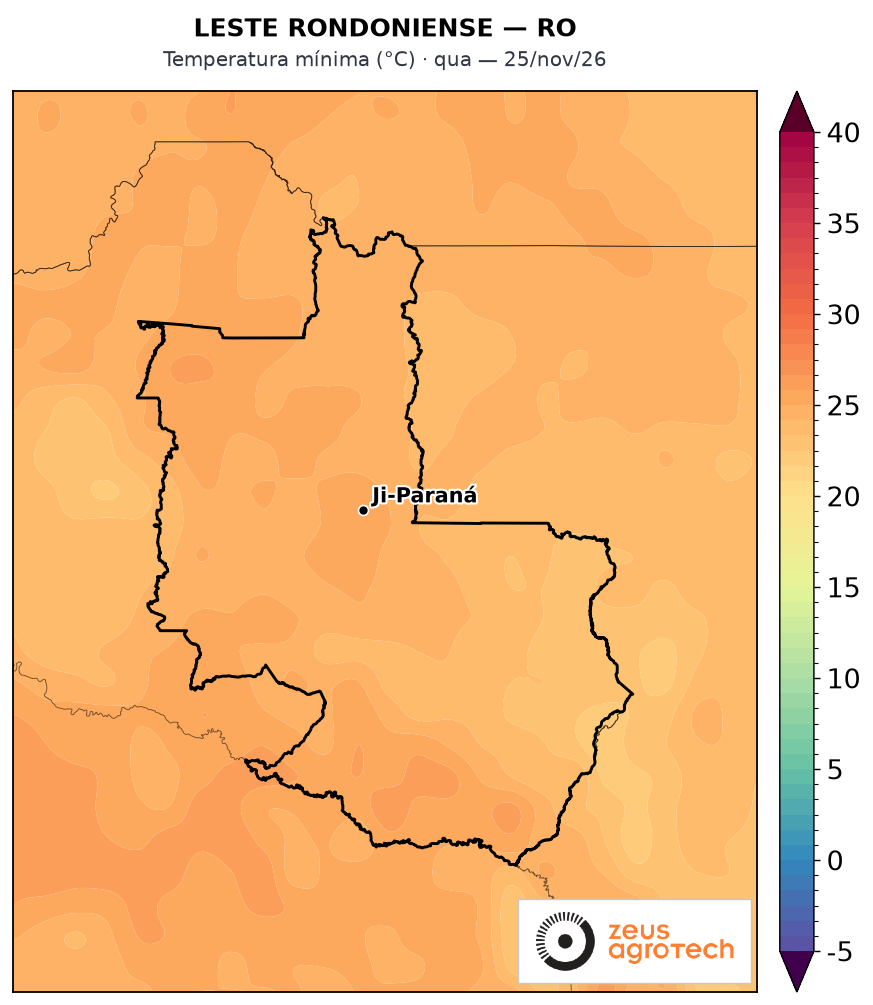 LESTE RONDONIENSE — RO
Temperatura mínima (°C) · qua — 25/nov/26
Ji-Paraná
40
35
30
25
20
15
10
5
0
-5
zeus
agrotech